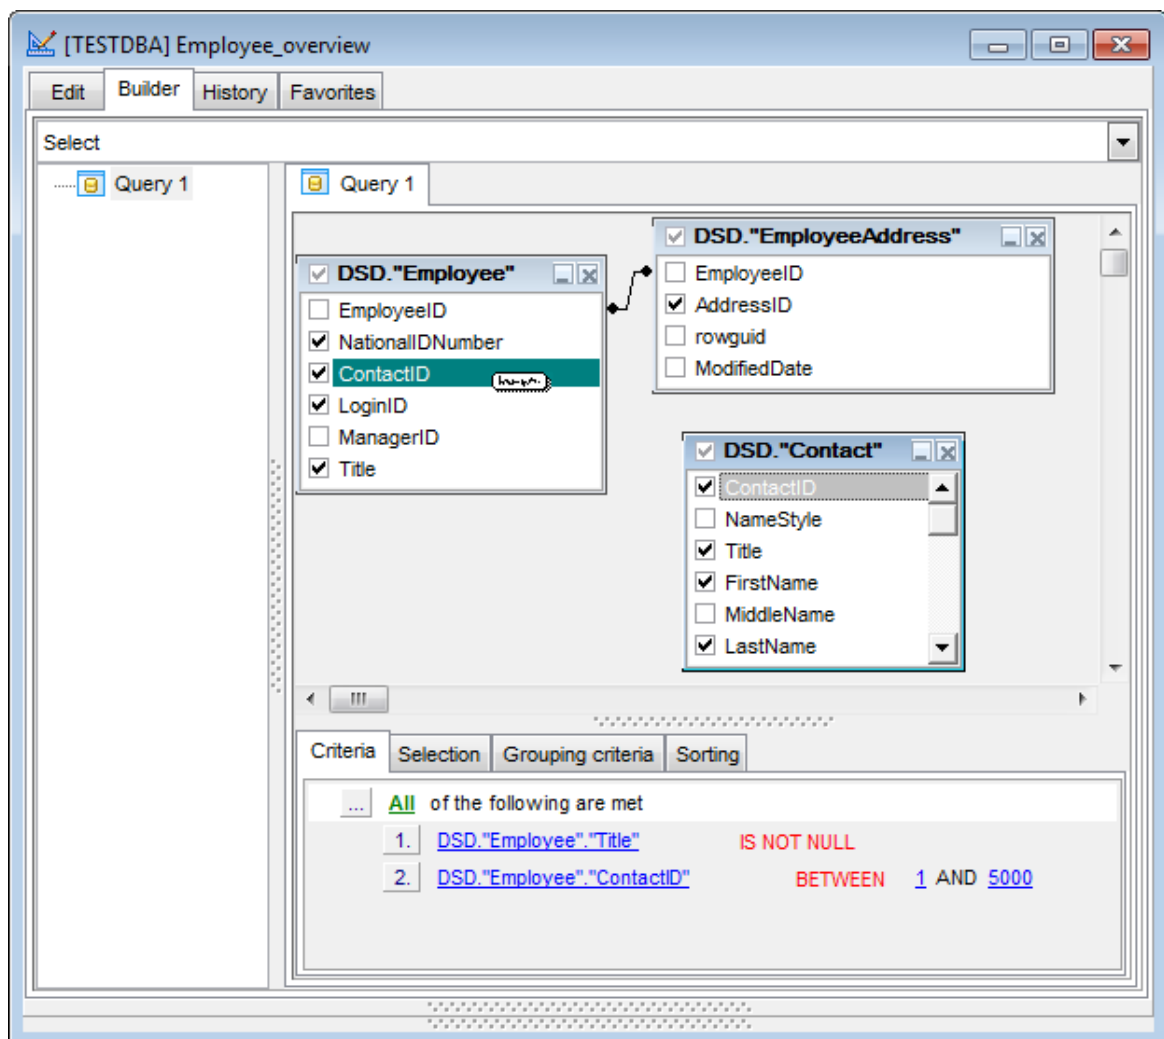 [TESTDBA] Employee_overview
Edit Builder History Favorites
Select
Query 1
Query 1
DSD."Employee"
EmployeeID
NationalIDNumber
ContactID
LoginID
ManagerID
Title
DSD."EmployeeAddress"
EmployeeID
AddressID
rowguid
ModifiedDate
DSD."Contact"
ContactID
NameStyle
Title
FirstName
MiddleName
LastName
Criteria Selection Grouping criteria Sorting
... All of the following are met
1. DSD."Employee"."Title" IS NOT NULL
2. DSD."Employee"."ContactID" BETWEEN 1 AND 5000